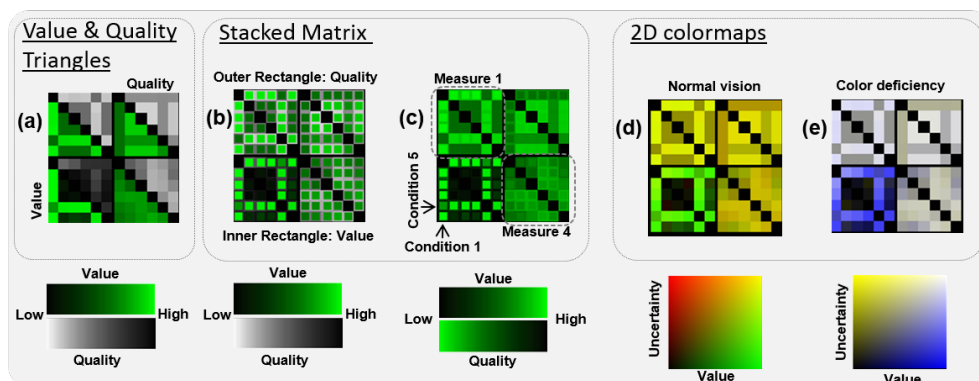 Value & Quality
Triangles
Stacked Matrix
2D colormaps
Quality
(a)
Value
Outer Rectangle: Quality
(b)
Inner Rectangle: Value
Measure 1
(c)
Condition 5
Condition 1
Measure 4
Normal vision
(d)
Color deficiency
(e)
Value
Low
High
Quality
Value
Low
High
Quality
Value
Low
High
Quality
Uncertainty
Value
Uncertainty
Value